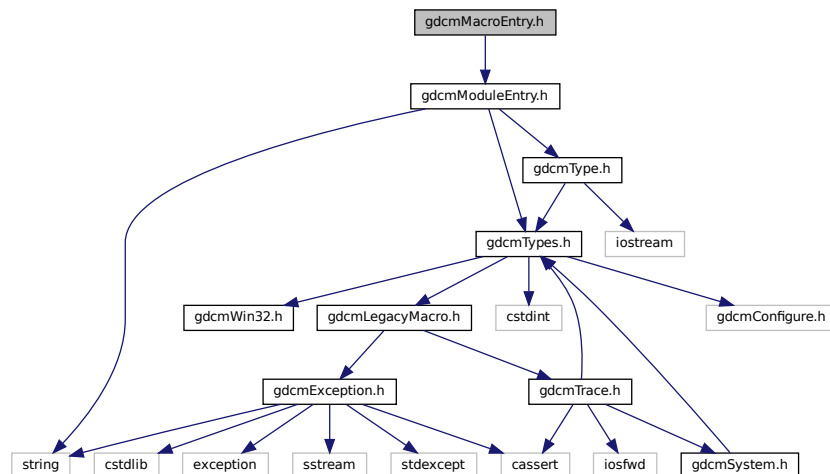 gdcmMacroEntry.h
gdcmModuleEntry.h
gdcmType.h
gdcmTypes.h
iostream
gdcmWin32.h
gdcmLegacyMacro.h
cstdint
gdcmConfigure.h
gdcmException.h
gdcmTrace.h
string
cstdlib
exception
sstream
stdexcept
cassert
iosfwd
gdcmSystem.h